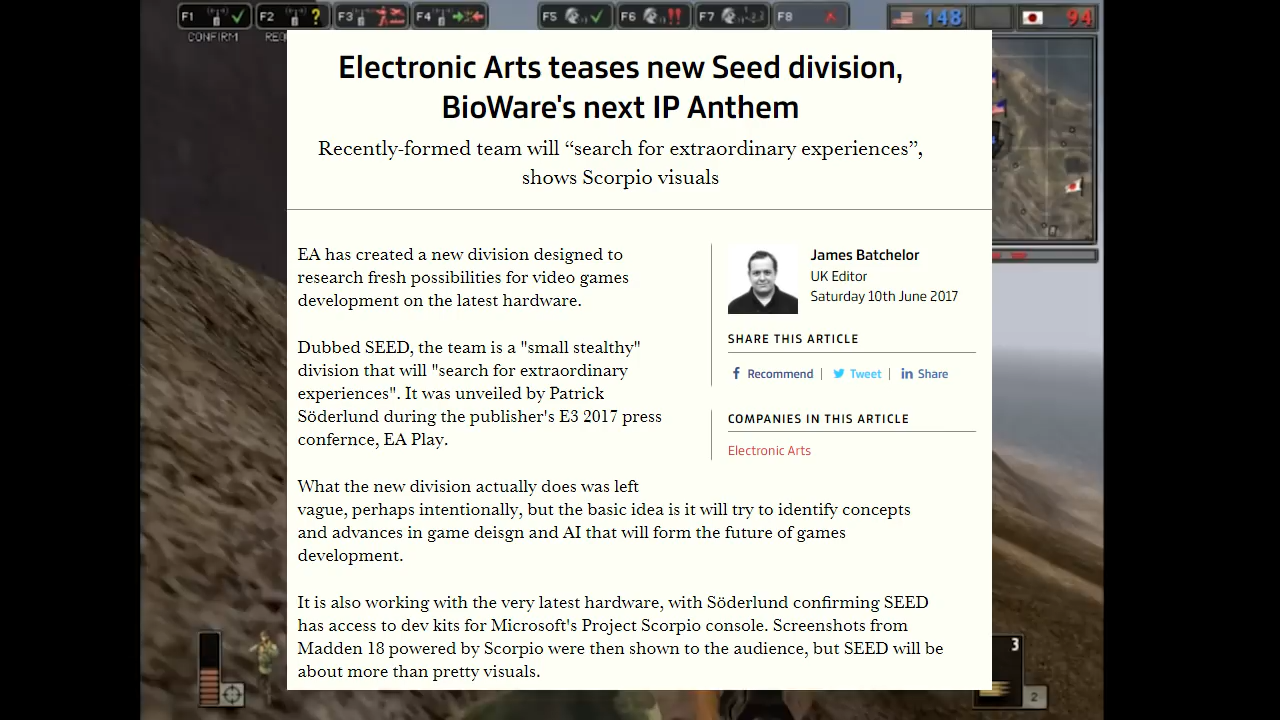 F1
F2 ?
F3
F4
F5
F6 !!
F7
F8
148
94
CONFIRM
REQ
Electronic Arts teases new Seed division,
BioWare's next IP Anthem
Recently-formed team will “search for extraordinary experiences”,
shows Scorpio visuals
EA has created a new division designed to
research fresh possibilities for video games
development on the latest hardware.
Dubbed SEED, the team is a "small stealthy"
division that will "search for extraordinary
experiences". It was unveiled by Patrick
Söderlund during the publisher's E3 2017 press
confernce, EA Play.
James Batchelor
UK Editor
Saturday 10th June 2017
SHARE THIS ARTICLE
Recommend
Tweet
in Share
COMPANIES IN THIS ARTICLE
Electronic Arts
What the new division actually does was left
vague, perhaps intentionally, but the basic idea is it will try to identify concepts
and advances in game deisgn and AI that will form the future of games
development.
It is also working with the very latest hardware, with Söderlund confirming SEED
has access to dev kits for Microsoft's Project Scorpio console. Screenshots from
Madden 18 powered by Scorpio were then shown to the audience, but SEED will be
about more than pretty visuals.
3
2